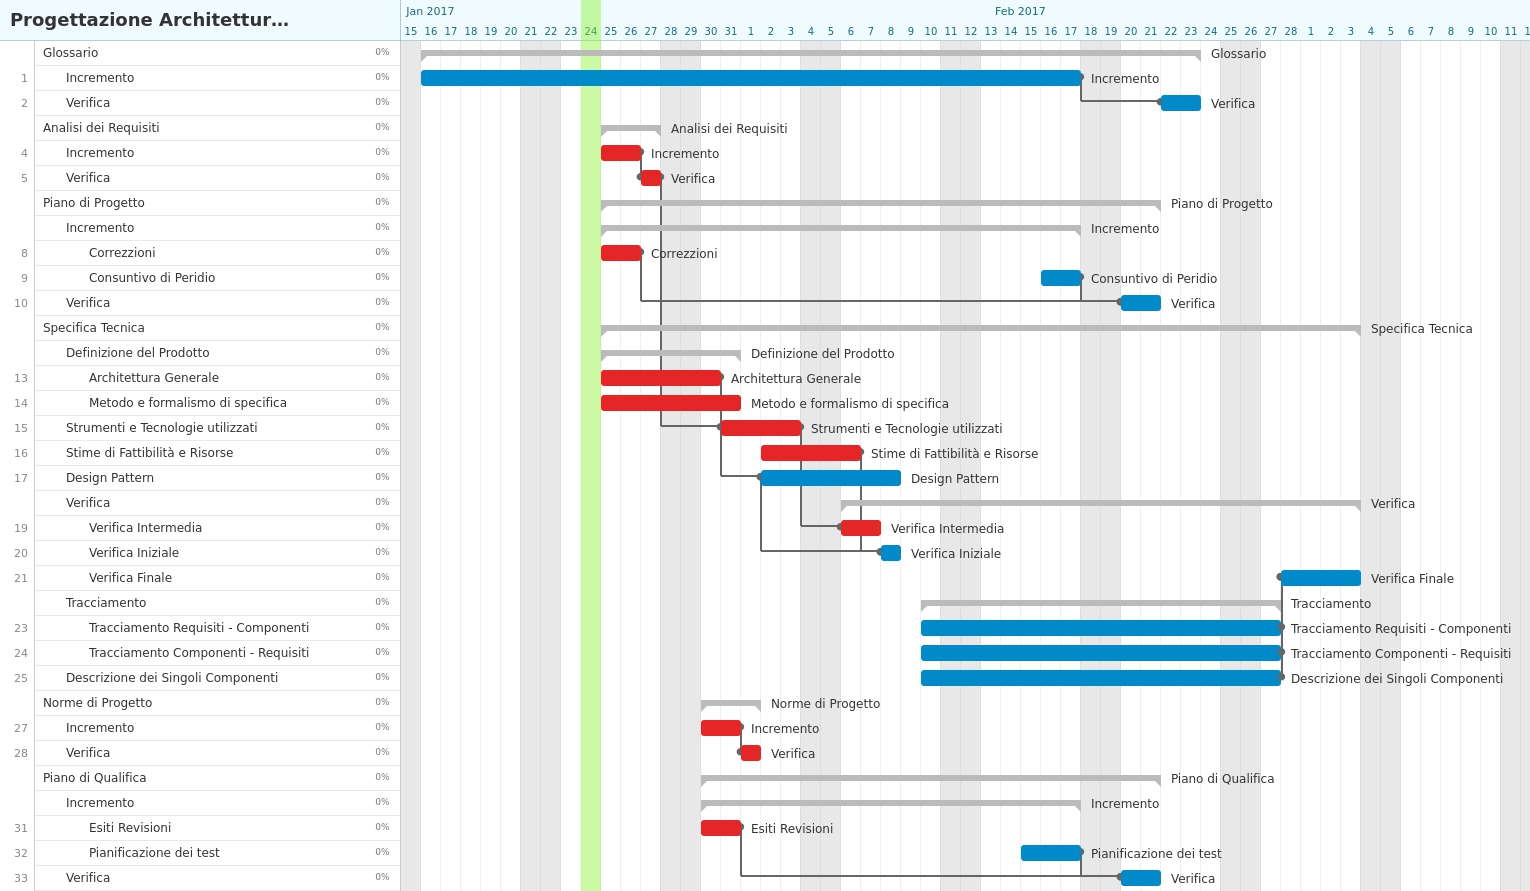 Progettazione Architettur...
Jan 2017 Feb 2017
15 16 17 18 19 20 21 22 23 24 25 26 27 28 29 30 31 1 2 3 4 5 6 7 8 9 10 11 12 13 14 15 16 17 18 19 20 21 22 23 24 25 26 27 28 1 2 3 4 5 6 7 8 9 10 11 1
Glossario 0% Glossario
1 Incremento 0% Incremento
2 Verifica 0% Verifica
Analisi dei Requisiti 0% Analisi dei Requisiti
4 Incremento 0% Incremento
5 Verifica 0% Verifica
Piano di Progetto 0% Piano di Progetto
Incremento 0% Incremento
8 Correzzioni 0% Correzzioni
9 Consuntivo di Peridio 0% Consuntivo di Peridio
10 Verifica 0% Verifica
Specifica Tecnica 0% Specifica Tecnica
Definizione del Podotto 0% Definizione del Prodotto
13 Architettura Generale 0% Architettura Generale
14 Metodo e formalismo di specifica 0% Metodo e formalismo di specifica
15 Strumenti e Tecnologie utilizzati 0% Strumenti e Tecnologie utilizzati
16 Stime di Fattibilità e Risorse 0% Stime di Fattibilità e Risorse
17 Design Pattern 0% Design Pattern
Verifica 0% Verifica
19 Verifica Intermedia 0% Verifica Intermedia
20 Verifica Iniziale 0% Verifica Iniziale
21 Verifica Finale 0% Verifica Finale
Tracciamento 0% Tracciamento
23 Tracciamento Requisiti - Componenti 0% Tracciamento Requisiti - Componenti
24 Tracciamento Componenti - Requisiti 0% Tracciamento Componenti - Requisiti
25 Descrizione dei Singoli Componenti 0% Descrizione dei Singoli Componenti
Norme di Progetto 0% Norme di Progetto
27 Incremento 0% Incremento
28 Verifica 0% Verifica
Piano di Qualifica 0% Piano di Qualifica
Incremento 0% Incremento
31 Esiti Revisioni 0% Esiti Revisioni
32 Pianificazione dei test 0% Pianificazione dei test
33 Verifica 0% Verifica